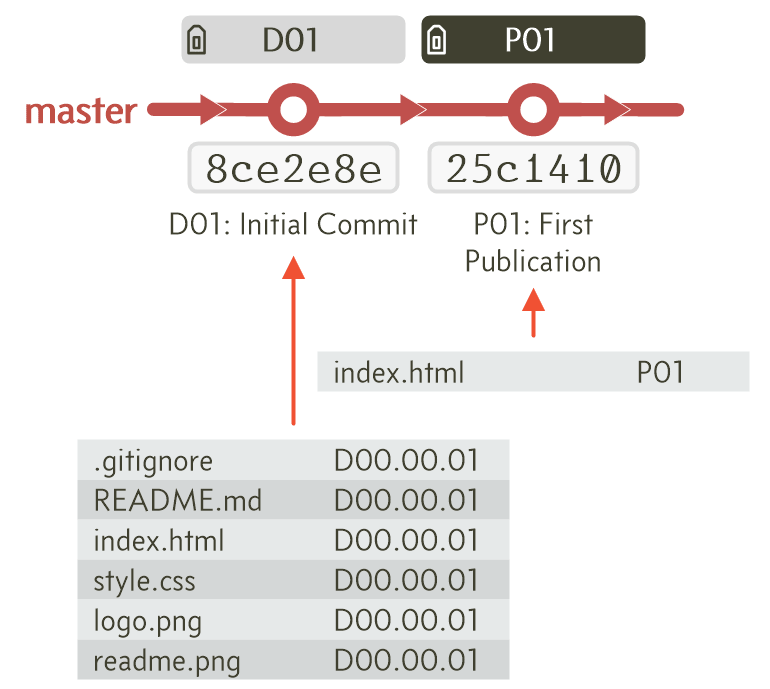 D01 P01
master
8ce2e8e 25c1410
D01: Initial Commit
P01: First
Publication
index.html P01
.gitignore D00.00.01
README.md D00.00.01
index.html D00.00.01
style.css D00.00.01
logo.png D00.00.01
readme.png D00.00.01